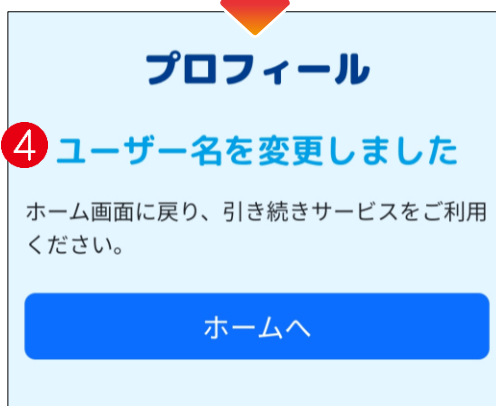 プロフィール
4 ユーザー名を変更しました
ホーム画面に戻り、引き続きサービスをご利用
ください。
ホームへ